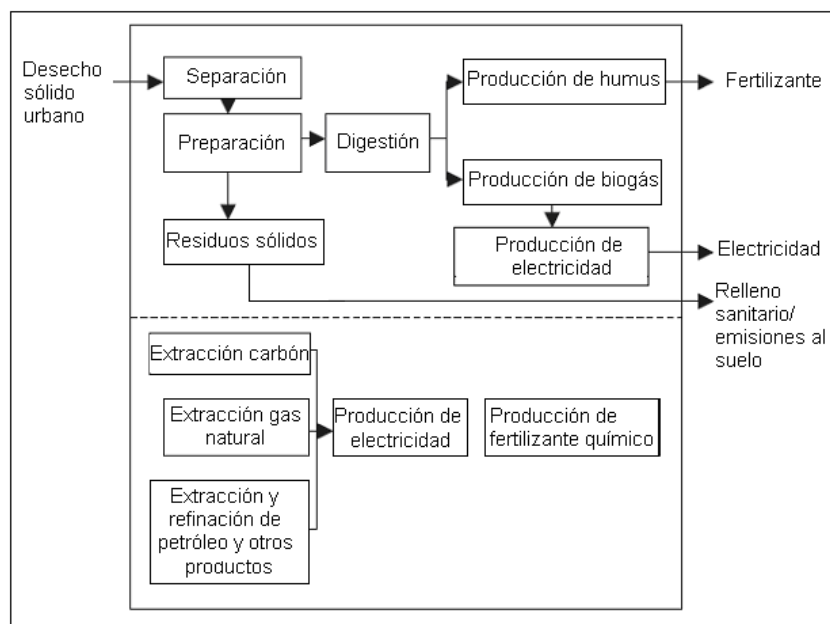 Desecho
sólido
urbano
Separación
Preparación
Digestión
Producción de humus
Fertilizante
Producción de biogás
Residuos sólidos
Producción de
electricidad
Electricidad
Relleno
sanitario/
emisiones al
suelo
Extracción carbón
Extracción gas
natural
Producción de
electricidad
Producción de
fertilizante químico
Extracción y
refinación de
petróleo y otros
productos